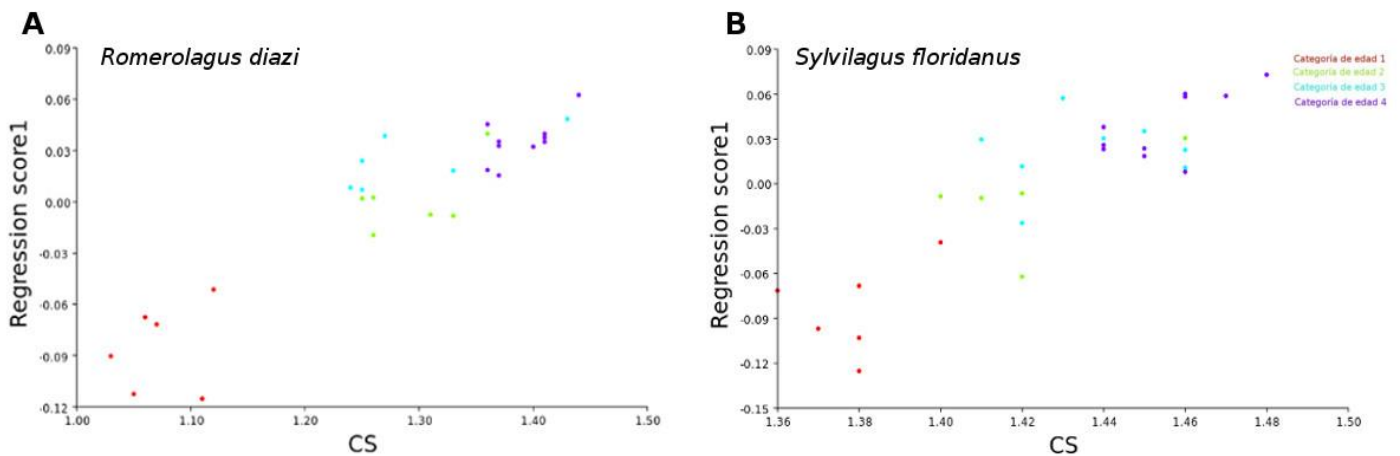 A
Romerolagus diazi
Regression score1
0.09
0.06
0.03
0.00
-0.03
-0.06
-0.09
-0.12
1.00
1.10
1.20
1.30
1.40
1.50
CS
B
Sylvilagus floridanus
Categoría de edad 1
Categoría de edad 2
Categoría de edad 3
Categoría de edad 4
Regression score1
0.09
0.06
0.03
0.00
-0.03
-0.06
-0.09
-0.12
-0.15
1.36
1.38
1.40
1.42
1.44
1.46
1.48
1.50
CS